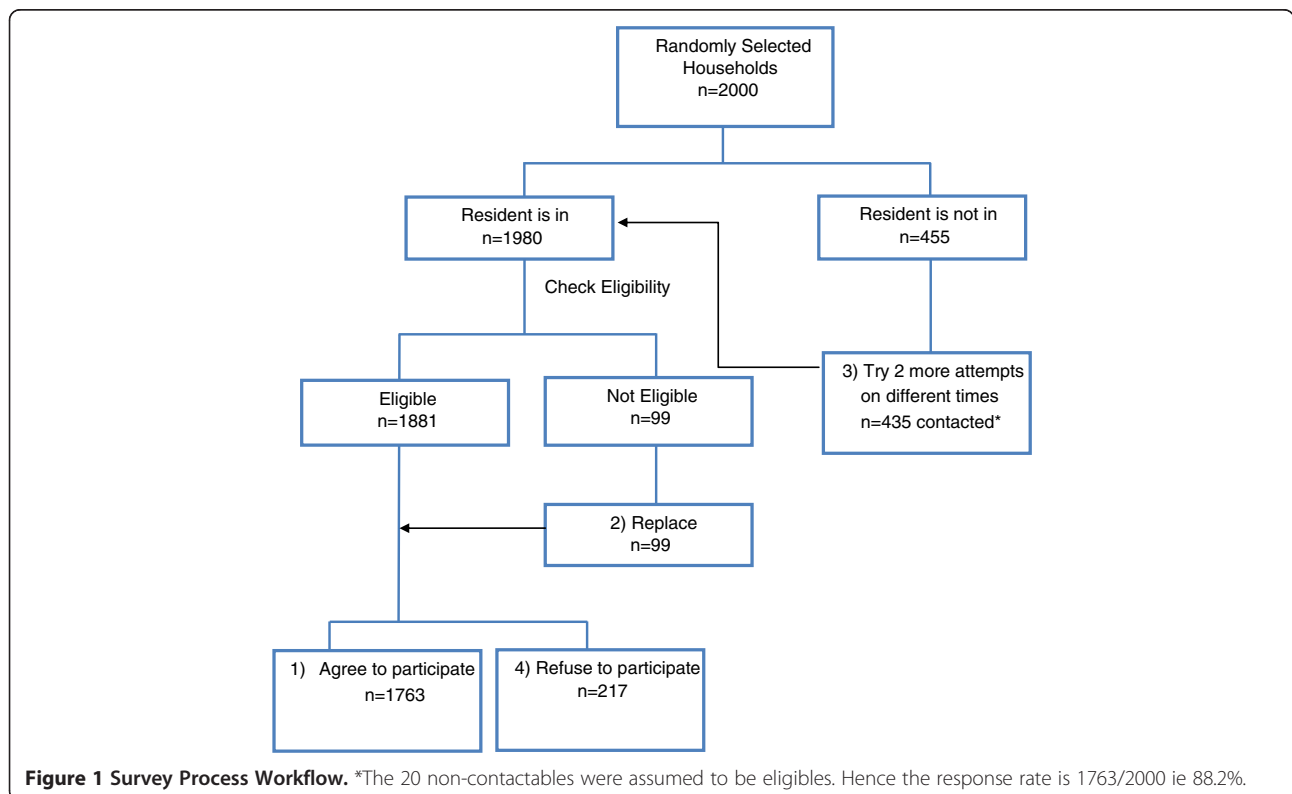 Randomly Selected
Households
n=2000
Resident is in
n=1980
Resident is not in
n=455
Check Eligibility
Eligible
n=1881
Not Eligible
n=99
3) Try 2 more attempts
on different times
n=435 contacted*
2) Replace
n=99
1) Agree to participate
n=1763
4) Refuse to participate
n=217
Figure 1 Survey Process Workflow. *The 20 non-contactables were assumed to be eligibles. Hence the response rate is 1763/2000 ie 88.2%.